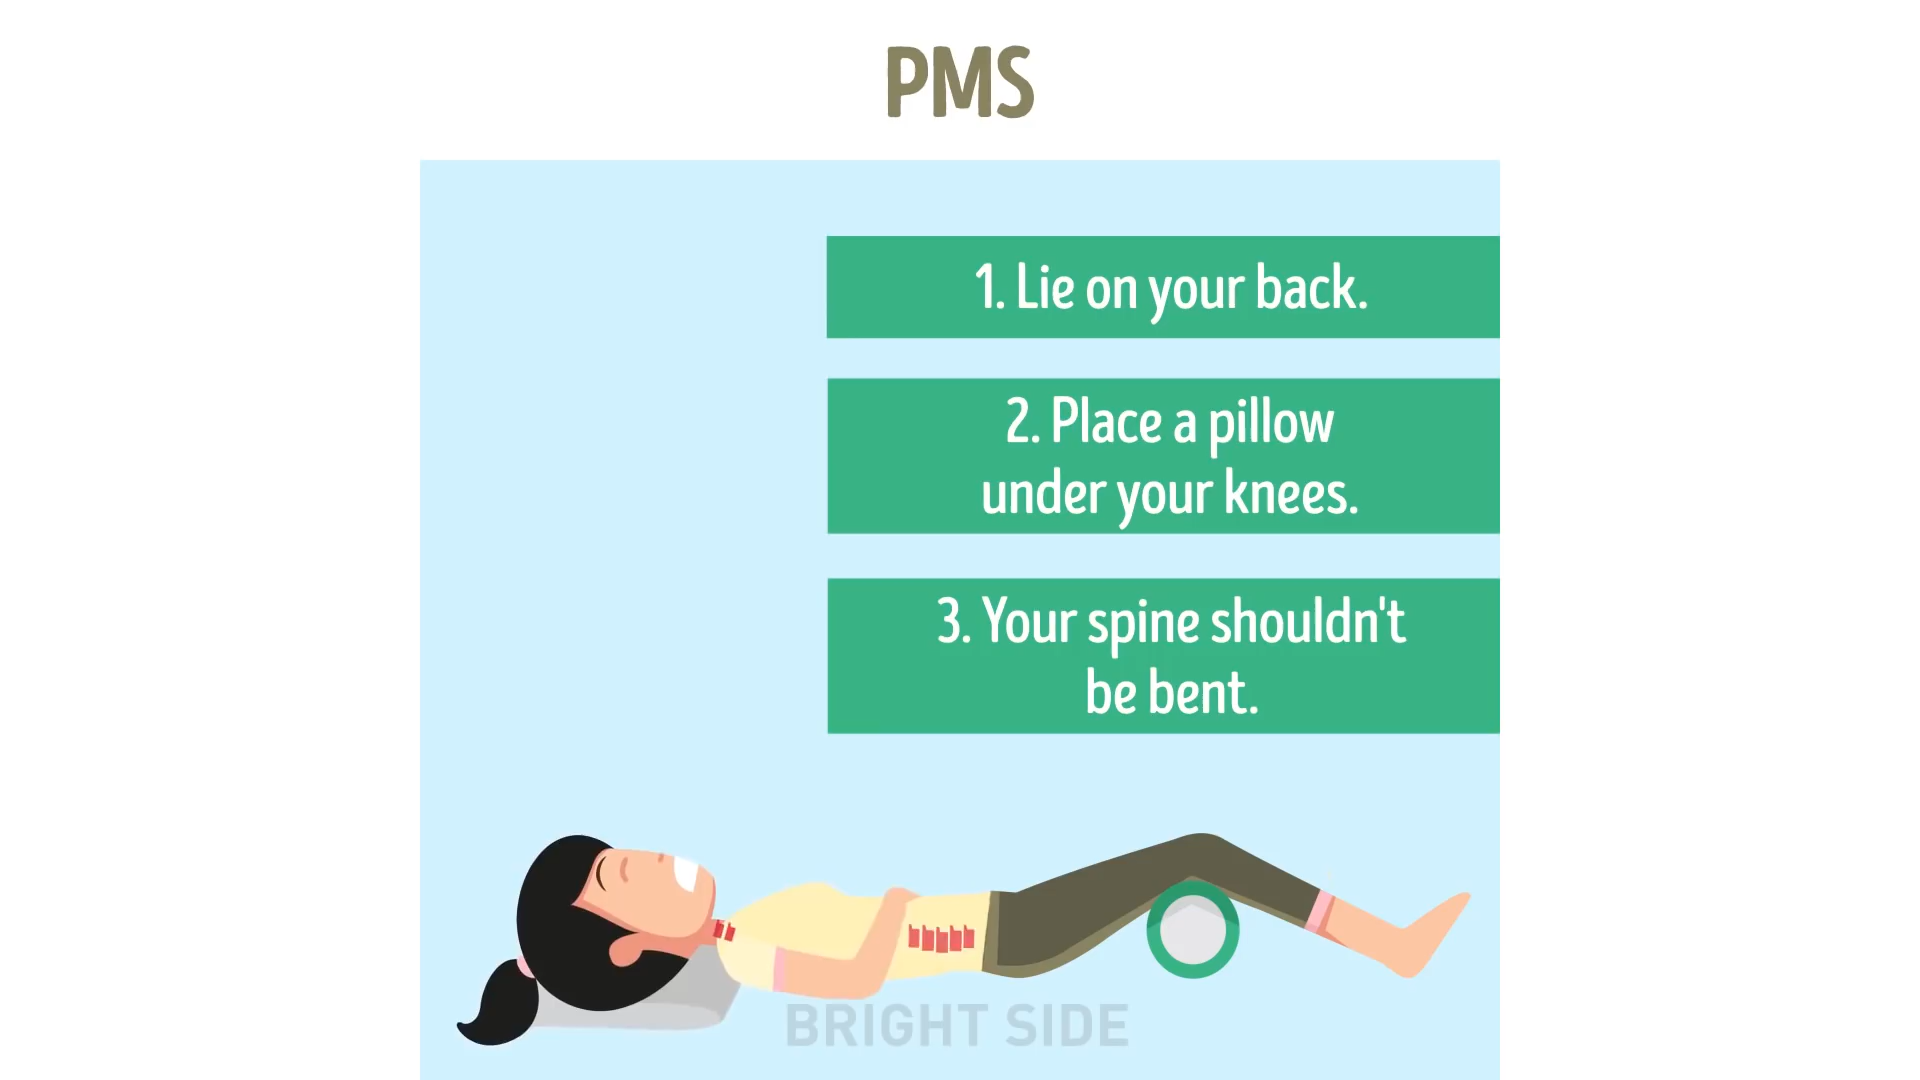 PMS
1. Lie on your back.
2. Place a pillow
under your knees.
3. Your spine shouldn't
be bent.
BRIGHT SIDE